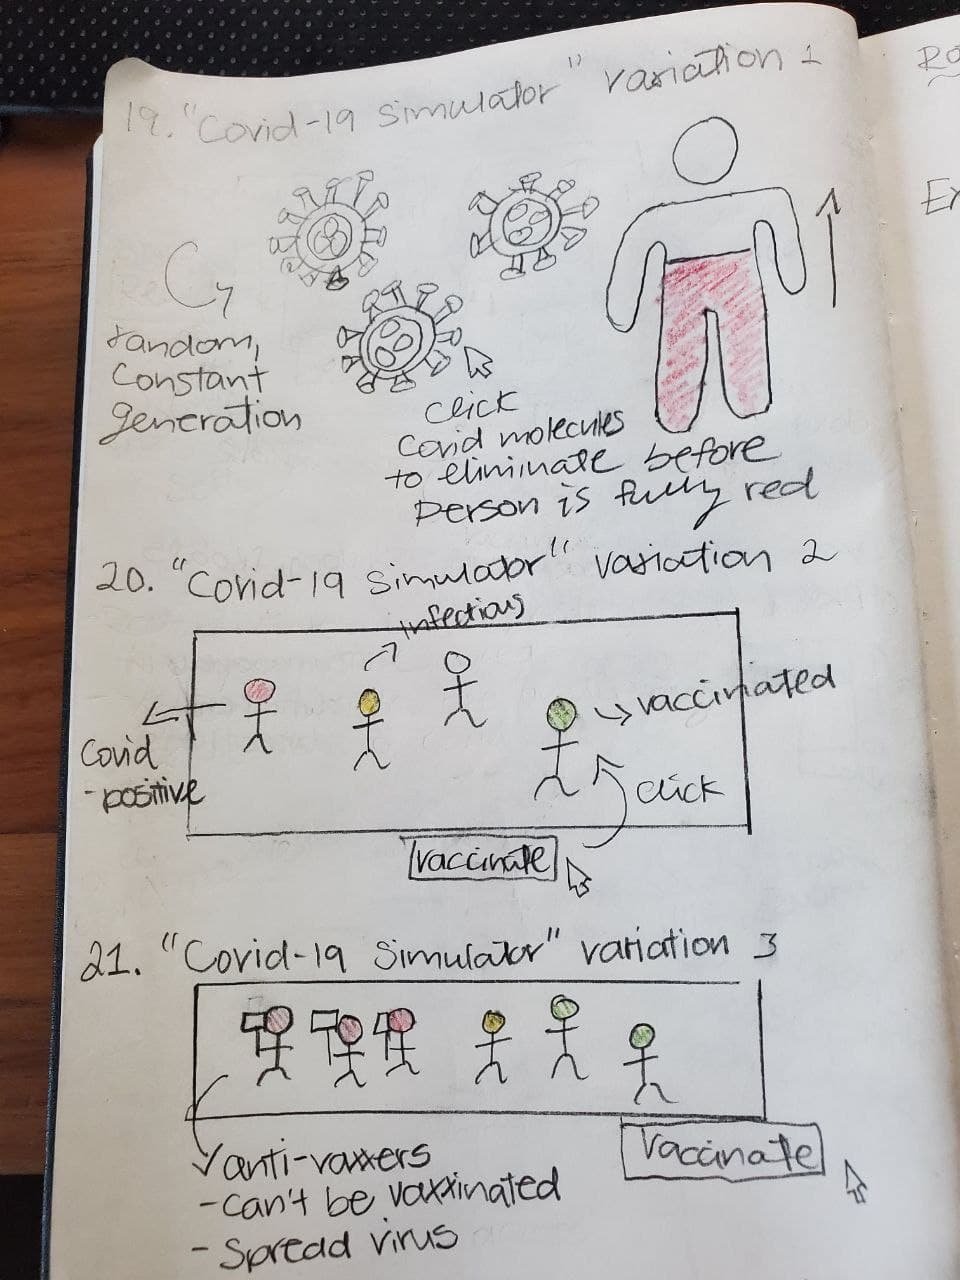 19. "Covid-19 simulator" variation 1
random,
constant
generation
click
Covid molecules
to eliminate before
person is fully red
20. "Covid-19 simulator" variation 2
infectious
vaccinated
Covid
-positive
click
vaccinate
21. "Covid-19 Simulator" variation 3
Vaccinate
anti-vaxxers
- Can't be vaxxinated
- Spread virus
Ro
Ex